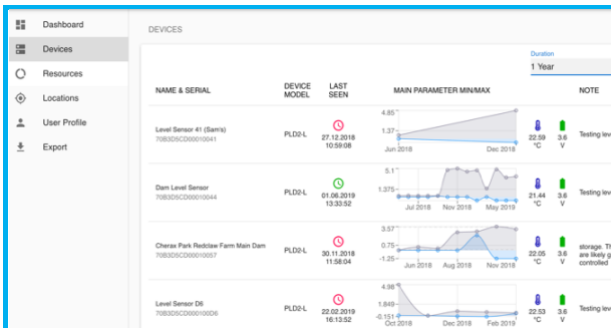 Dashboard
DEVICES
Devices
Resources
Locations
User Profile
Export
Duration
1 Year
NAME & SERIAL
DEVICE MODEL
LAST SEEN
MAIN PARAMETER MIN/MAX
NOTE
Level Sensor 41 (Sam's)
70B3D5CD00010041
PLD2-L
27.12.2018
10:59:08
4.85
1.37
Jun 2018 Dec 2018
22.59 °C
3.6 V
Testing leve
Dam Level Sensor
70B3D5CD00010044
PLD2-L
01.06.2019
13:33:52
5.1
1.375
Jul 2018 Nov 2018 May 2019
21.44 °C
3.6 V
Testing leve
Cherax Park Redclaw Farm Main Dam
70B3D5CD00010057
PLD2-L
30.11.2018
11:58:04
3.57
0.75
-1.25
Jun 2018 Aug 2018 Nov 2018
22.05 °C
3.6 V
storage. Th
are likely g
controlled
Level Sensor D6
70B3D5CD000100D6
PLD2-L
22.02.2019
16:13:52
4.98
1.849
-0.151
Oct 2018 Dec 2018 Feb 2019
22.53 °C
3.6 V
Testing leve